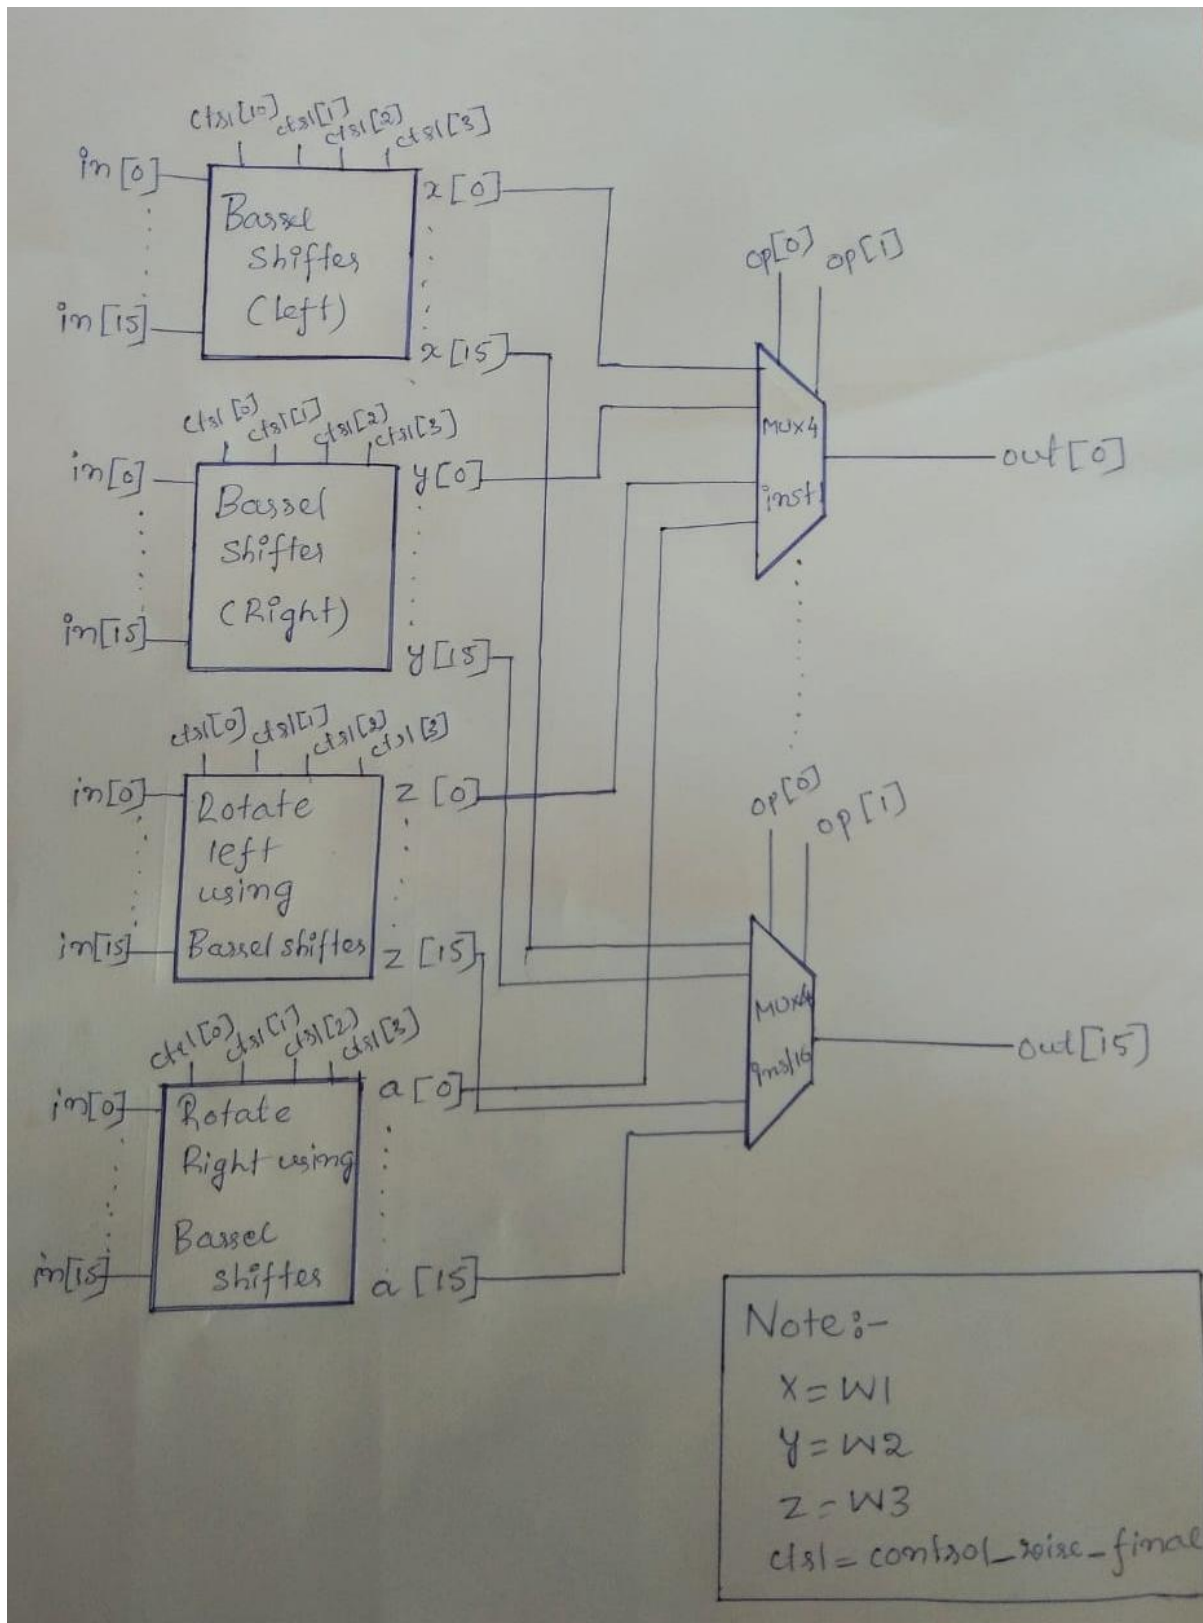 ctrl[10] ctrl[1] ctrl[2] ctrl[3]
in[0]
x[0]
Barrel
Shifter
(Left)
in[15]
x[15]
op[0] op[1]
MUX4
inst1
out[0]
ctrl[0] ctrl[1] ctrl[2] ctrl[3]
in[0]
y[0]
Barrel
Shifter
(Right)
in[15]
y[15]
ctrl[0] ctrl[1] ctrl[2] ctrl[3]
in[0]
z[0]
Rotate
left
using
Barrel shifter
in[15]
z[15]
op[0] op[1]
MUX4
inst16
out[15]
ctrl[0] ctrl[1] ctrl[2] ctrl[3]
in[0]
a[0]
Rotate
Right using
Barrel
shifter
in[15]
a[15]
Note:-
X = W1
Y = W2
Z = W3
ctrl = control_wire_final